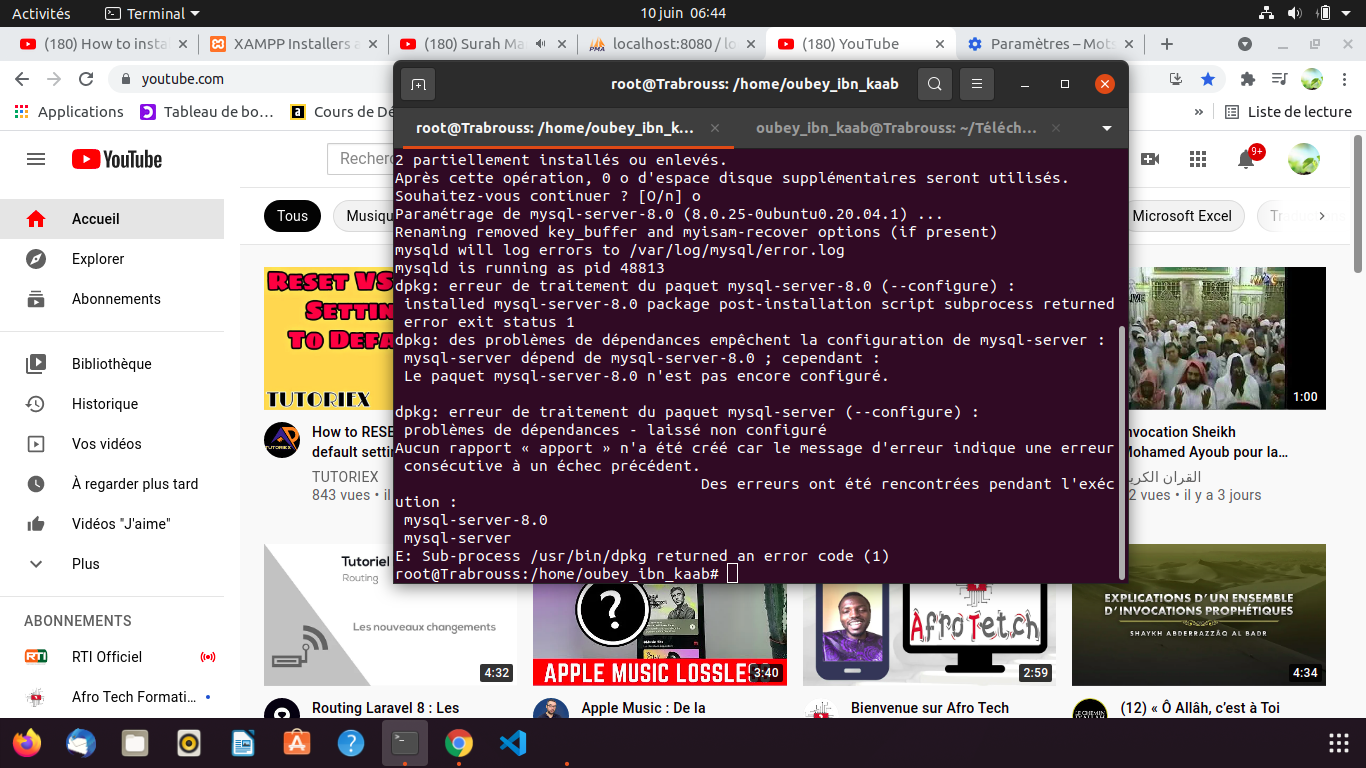 Activités
Terminal
10 juin 06:44
(180) How to insta
XAMPP Installers a
(180) Surah Ma
localhost:8080 / lo
(180) YouTube
Paramètres – Mots
youtube.com
Applications
Tableau de bo…
Cours de Dé
»
Liste de lecture
root@Trabrouss: /home/oubey_ibn_kaab
root@Trabrouss: /home/oubey_ibn_k…
oubey_ibn_kaab@Trabrouss: ~/Téléch…
2 partiellement installés ou enlevés.
Après cette opération, 0 o d'espace disque supplémentaires seront utilisés.
Souhaitez-vous continuer ? [O/n] o
Paramétrage de mysql-server-8.0 (8.0.25-0ubuntu0.20.04.1) ...
Renaming removed key_buffer and myisam-recover options (if present)
mysqld will log errors to /var/log/mysql/error.log
mysqld is running as pid 48813
dpkg: erreur de traitement du paquet mysql-server-8.0 (--configure) :
installed mysql-server-8.0 package post-installation script subprocess returned
error exit status 1
dpkg: des problèmes de dépendances empêchent la configuration de mysql-server :
mysql-server dépend de mysql-server-8.0 ; cependant :
Le paquet mysql-server-8.0 n'est pas encore configuré.
dpkg: erreur de traitement du paquet mysql-server (--configure) :
problèmes de dépendances - laissé non configuré
Aucun rapport « apport » n'a été créé car le message d'erreur indique une erreur
consécutive à un échec précédent.
Des erreurs ont été rencontrées pendant l'exéc
ution :
mysql-server-8.0
mysql-server
E: Sub-process /usr/bin/dpkg returned an error code (1)
root@Trabrouss:/home/oubey_ibn_kaab#
YouTube
Recherc
9+
Accueil
Explorer
Abonnements
Bibliothèque
Historique
Vos vidéos
À regarder plus tard
Vidéos "J'aime"
Plus
ABONNEMENTS
RTI
RTI Officiel
Afro Tech Formati…
Tous
Musiqu
Microsoft Excel
RESET VS
SETTIN
TO DEFA
TUTORIEX
How to RESE
default settin
TUTORIEX
843 vues • il
1:00
nvocation Sheikh
Mohamed Ayoub pour la…
القران الكري
2 vues • il y a 3 jours
Tutoriel
Routing
Les nouveaux changements
4:32
Routing Laravel 8 : Les
?
APPLE MUSIC LOSSLESS
3:40
Apple Music : De la
AfroTetch
2:59
Bienvenue sur Afro Tech
EXPLICATIONS D'UN ENSEMBLE
D'INVOCATIONS PROPHÉTIQUES
SHAYKH ABDERRAZZÂQ AL BADR
4:34
(12) « Ô Allâh, c'est à Toi